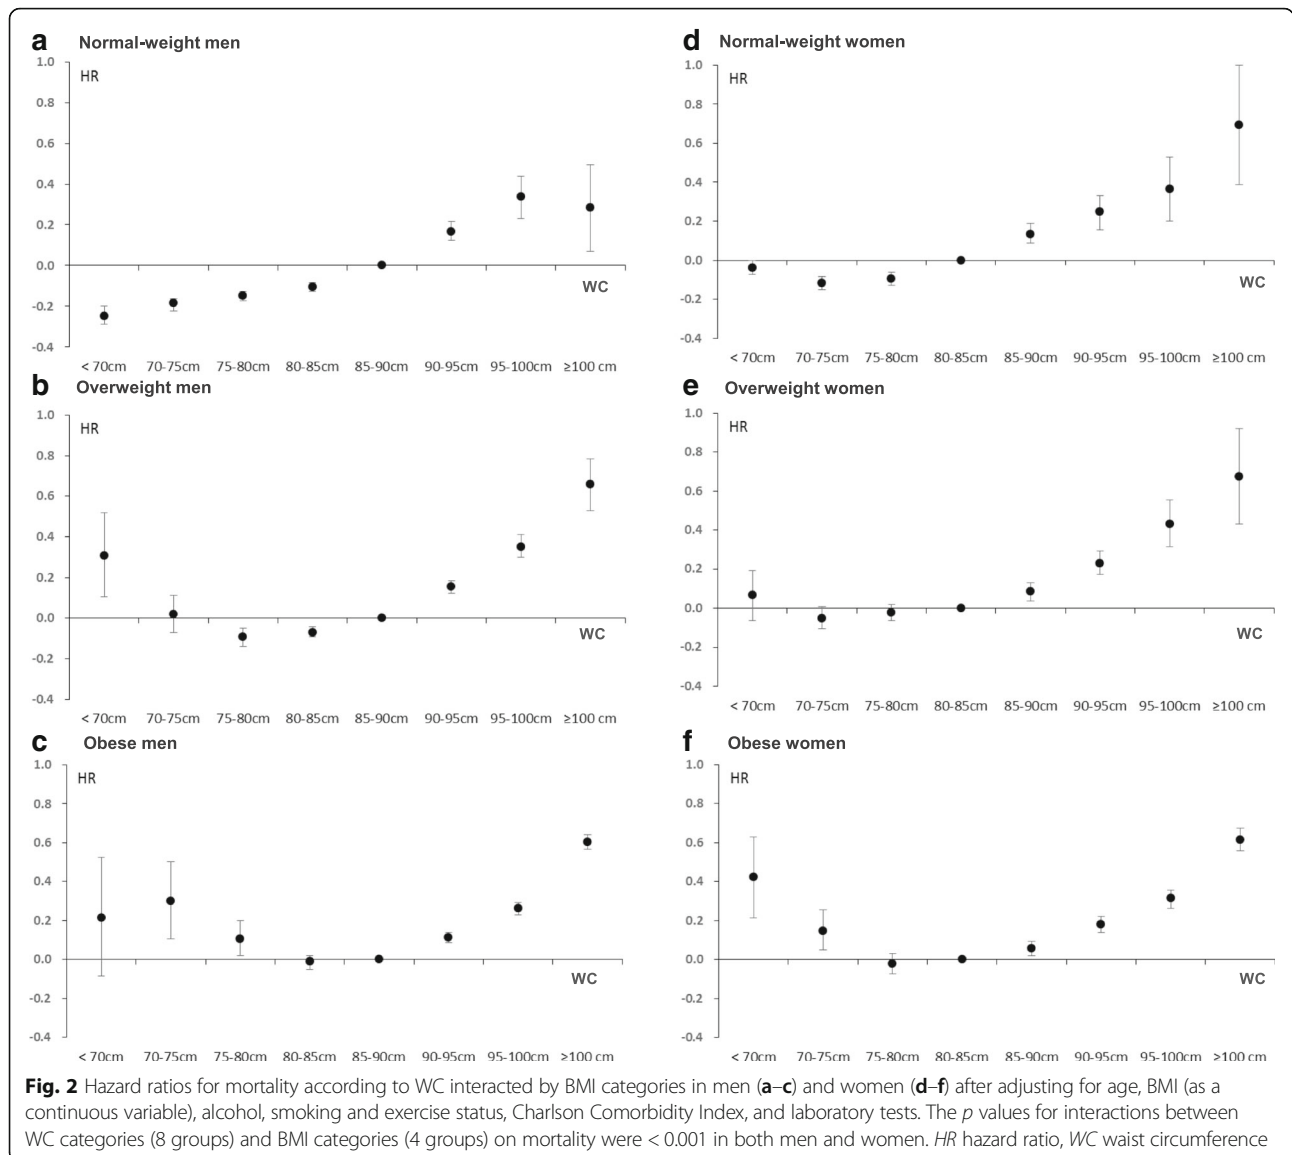 a Normal-weight men
1.0
HR
0.8
0.6
0.4
0.2
0.0
WC
-0.2
-0.4
< 70cm 70-75cm 75-80cm 80-85cm 85-90cm 90-95cm 95-100cm ≥100 cm
b Overweight men
1.0
HR
0.8
0.6
0.4
0.2
0.0
WC
-0.2
-0.4
< 70cm 70-75cm 75-80cm 80-85cm 85-90cm 90-95cm 95-100cm ≥100 cm
c Obese men
1.0
HR
0.8
0.6
0.4
0.2
0.0
WC
-0.2
-0.4
< 70cm 70-75cm 75-80cm 80-85cm 85-90cm 90-95cm 95-100cm ≥100 cm
d Normal-weight women
1.0
HR
0.8
0.6
0.4
0.2
0.0
WC
-0.2
-0.4
< 70cm 70-75cm 75-80cm 80-85cm 85-90cm 90-95cm 95-100cm ≥100 cm
e Overweight women
1.0
HR
0.8
0.6
0.4
0.2
0.0
WC
-0.2
-0.4
< 70cm 70-75cm 75-80cm 80-85cm 85-90cm 90-95cm 95-100cm ≥100 cm
f Obese women
1.0
HR
0.8
0.6
0.4
0.2
0.0
WC
-0.2
-0.4
< 70cm 70-75cm 75-80cm 80-85cm 85-90cm 90-95cm 95-100cm ≥100 cm
Fig. 2 Hazard ratios for mortality according to WC interacted by BMI categories in men (a–c) and women (d–f) after adjusting for age, BMI (as a
continuous variable), alcohol, smoking and exercise status, Charlson Comorbidity Index, and laboratory tests. The p values for interactions between
WC categories (8 groups) and BMI categories (4 groups) on mortality were < 0.001 in both men and women. HR hazard ratio, WC waist circumference